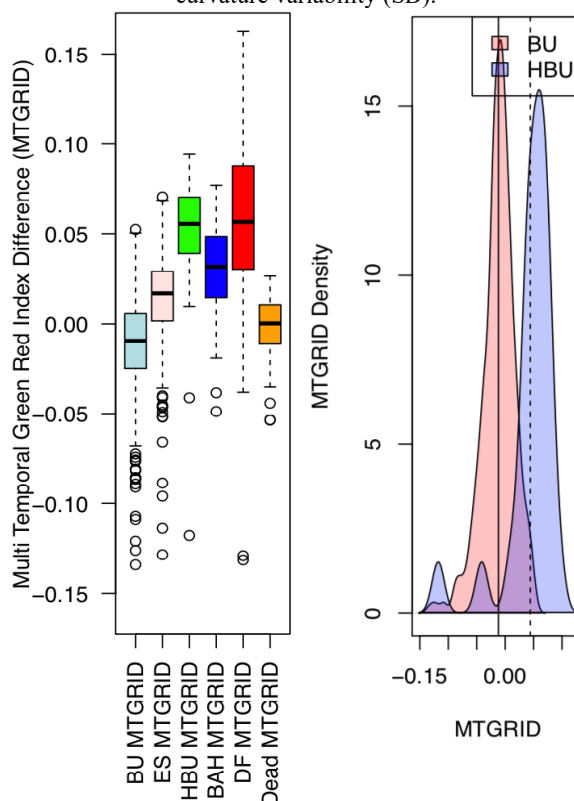 curvature variability (SD).
Multi Temporal Green Red Index Difference (MTGRID)
0.15
0.10
0.05
0.00
−0.05
−0.10
−0.15
BU MTGRID
ES MTGRID
HBU MTGRID
BAH MTGRID
DF MTGRID
Dead MTGRID
BU
HBU
MTGRID Density
15
10
5
0
−0.15 0.00
MTGRID